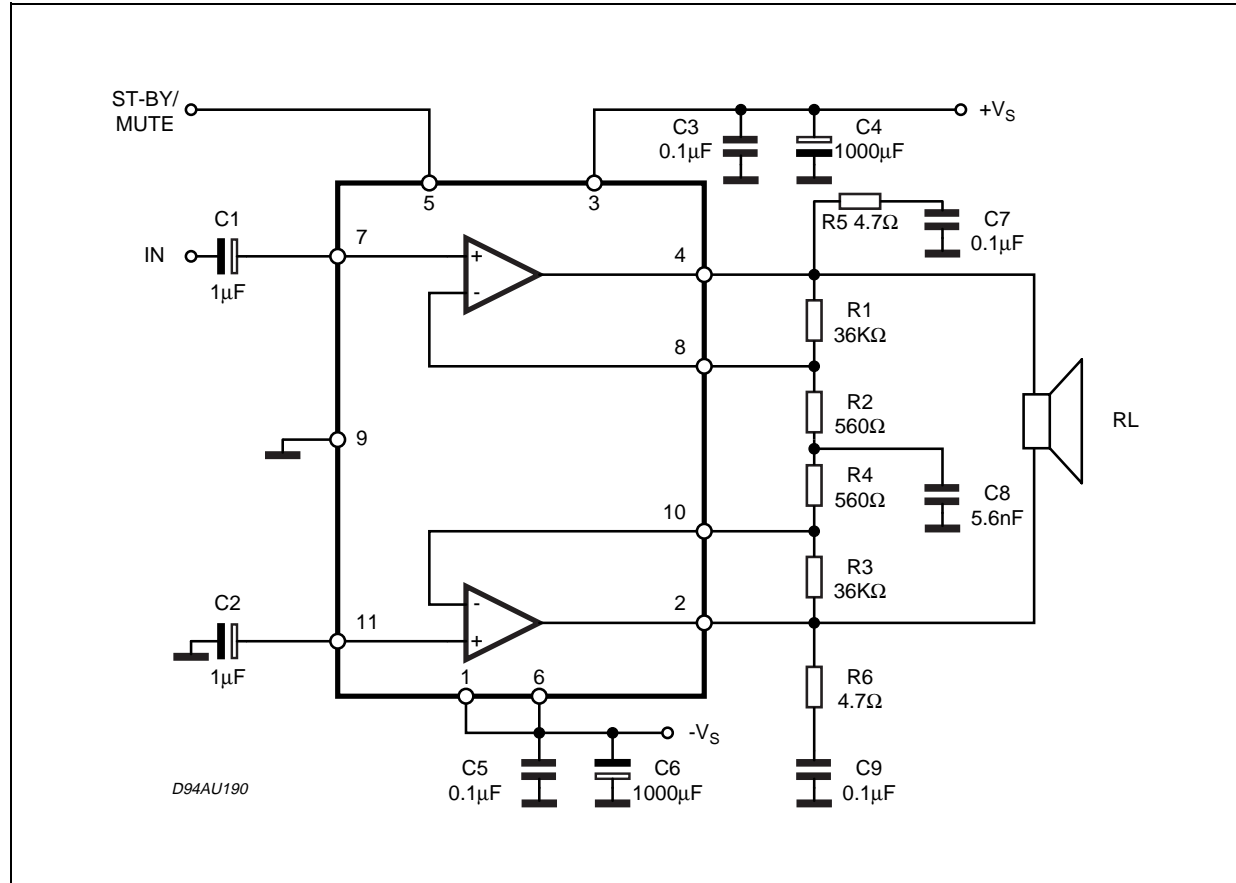 ST-BY/
MUTE
5
3
C3
0.1µF
C4
1000µF
+VS
R5 4.7Ω
C7
0.1µF
C1
IN
1µF
7
+
-
4
R1
36KΩ
8
R2
560Ω
RL
9
R4
560Ω
C8
5.6nF
10
R3
36KΩ
C2
1µF
11
-
+
2
1
6
R6
4.7Ω
-VS
C5
0.1µF
C6
1000µF
C9
0.1µF
D94AU190